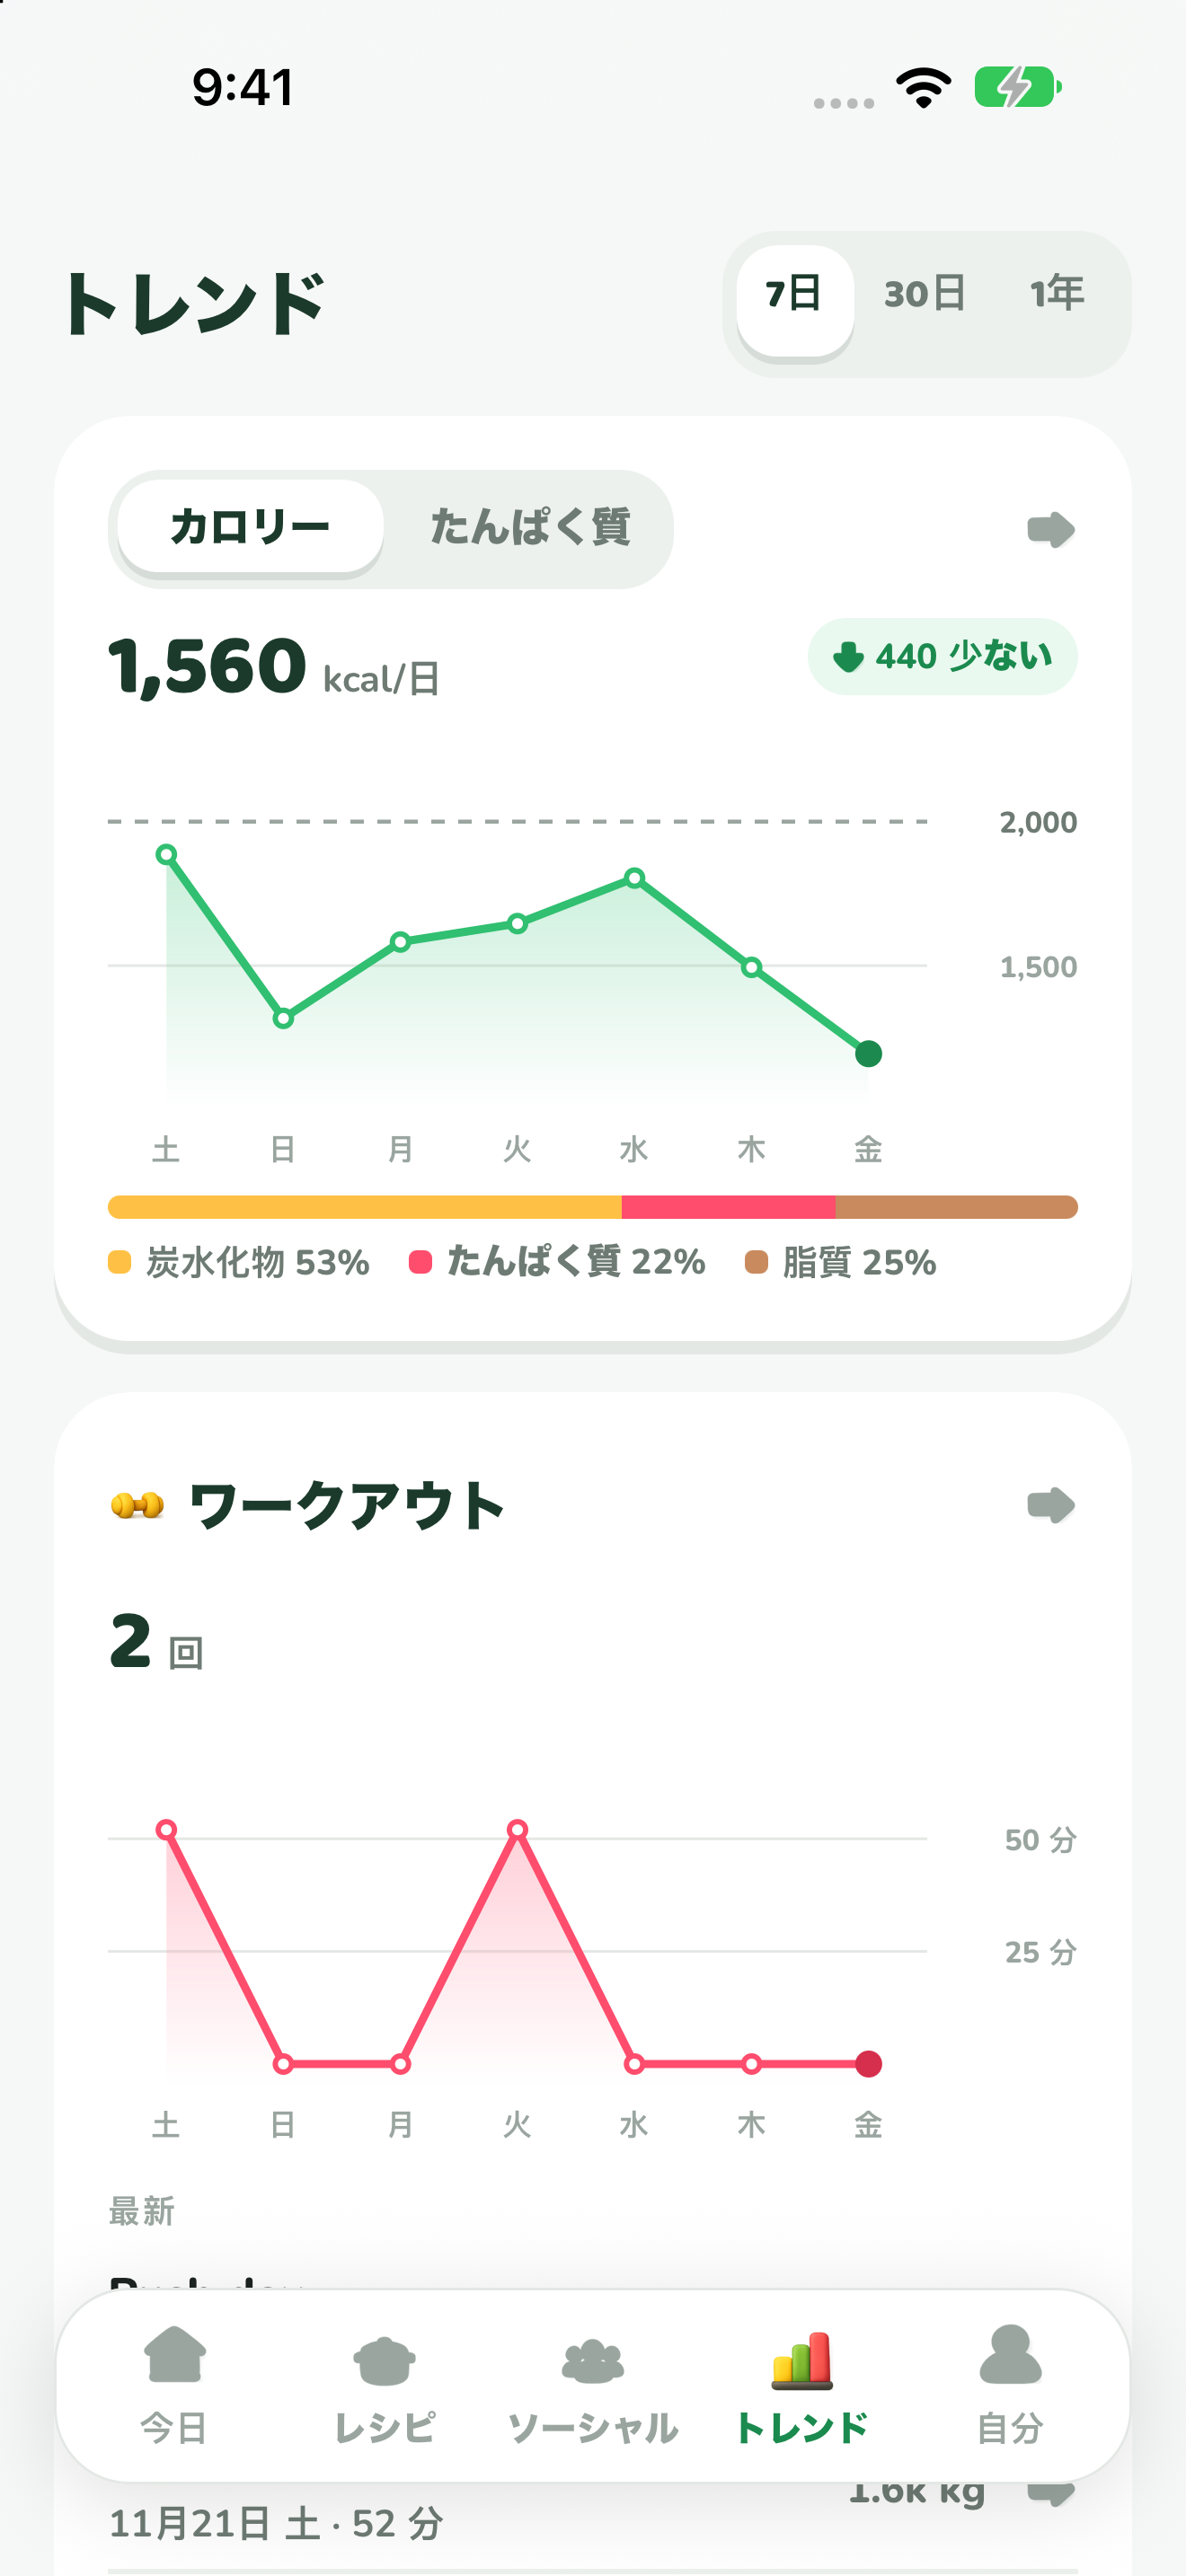 9:41
トレンド
7日 30日 1年
カロリー たんぱく質
1,560 kcal/日
440 少ない
2,000
1,500
土 日 月 火 水 木 金
炭水化物 53% たんぱく質 22% 脂質 25%
ワークアウト
2 回
50 分
25 分
土 日 月 火 水 木 金
最新
今日 レシピ ソーシャル トレンド 自分
1.6k kg
11月21日 土 · 52 分